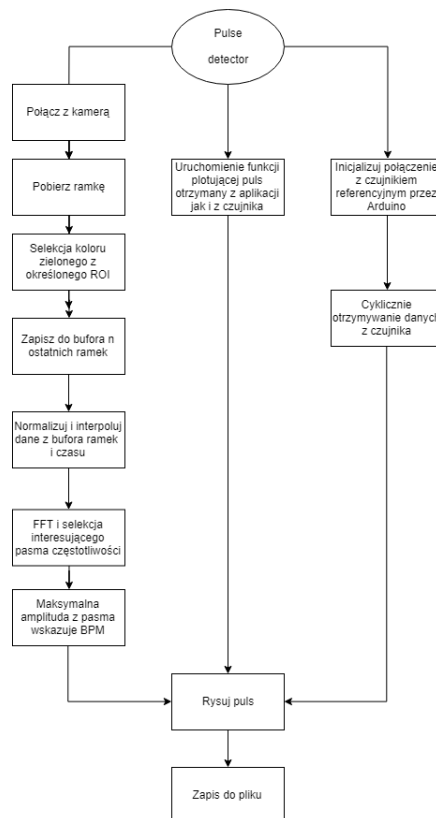 Pulse
detector
Połącz z kamerą
Pobierz ramkę
Selekcja koloru
zielonego z
określonego ROI
Zapisz do bufora n
ostatnich ramek
Normalizuj i interpoluj
dane z bufora ramek
i czasu
FFT i selekcja
interesującego
pasma częstotliwości
Maksymalna
amplituda z pasma
wskazuje BPM
Uruchomienie funkcji
plotującej puls
otrzymany z aplikacji
jak i z czujnika
Inicjalizuj połączenie
z czujnikiem
referencyjnym przez
Arduino
Cyklicznie
otrzymywanie danych
z czujnika
Rysuj puls
Zapis do pliku